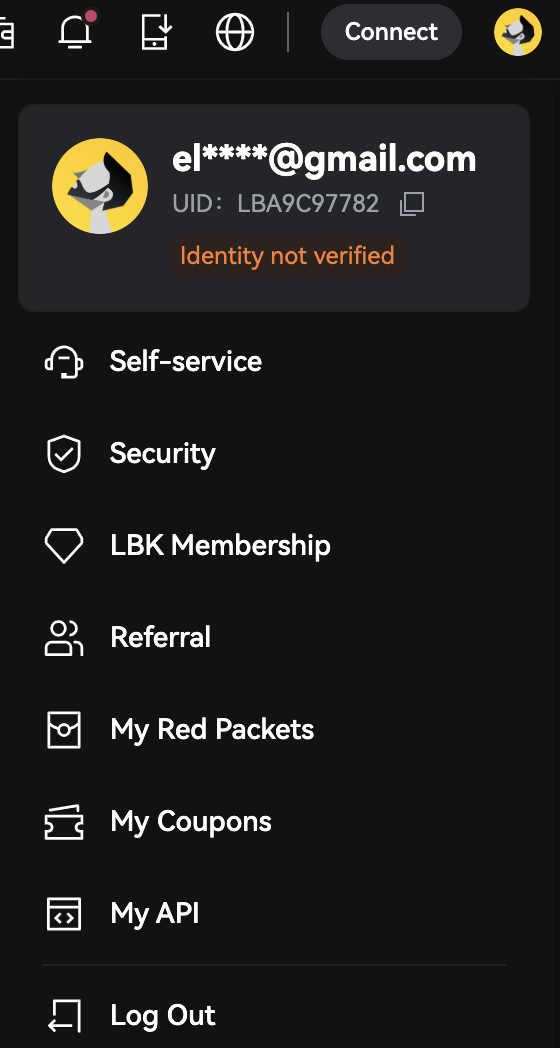 Connect
el****@gmail.com
UID： LBA9C97782
Identity not verified
Self-service
Security
LBK Membership
Referral
My Red Packets
My Coupons
My API
Log Out